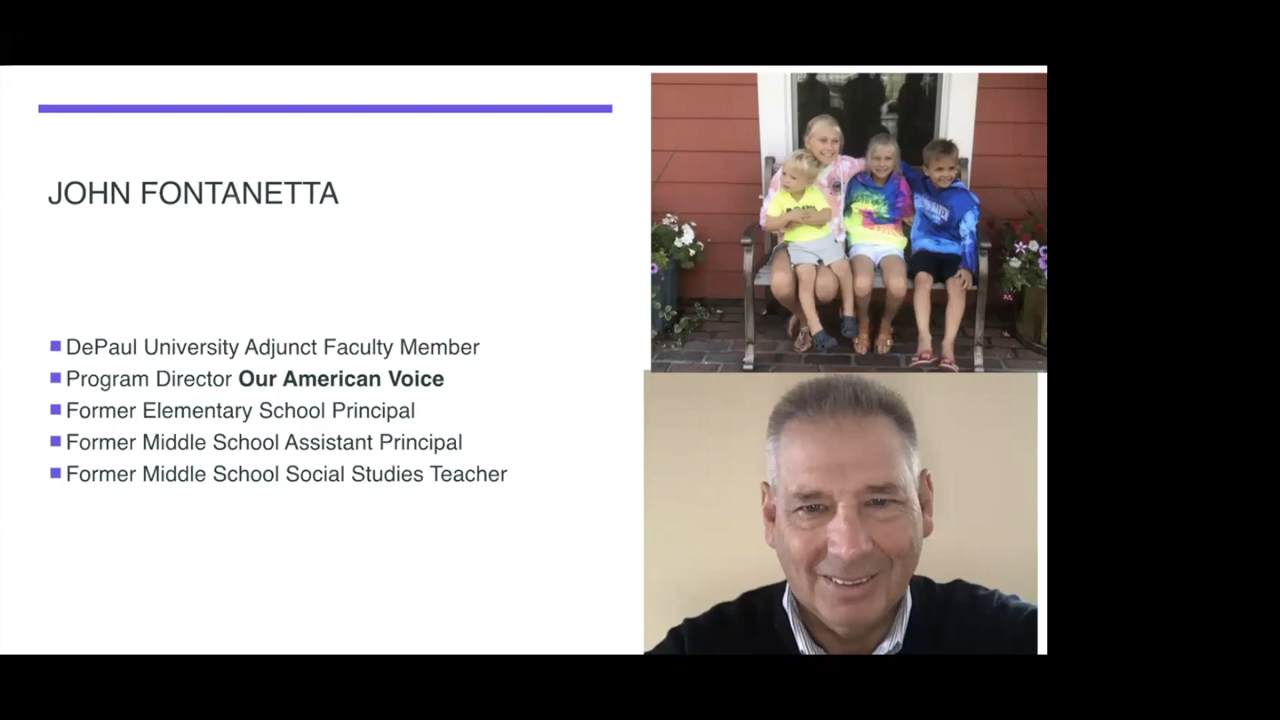 JOHN FONTANETTA
DePaul University Adjunct Faculty Member
Program Director Our American Voice
Former Elementary School Principal
Former Middle School Assistant Principal
Former Middle School Social Studies Teacher